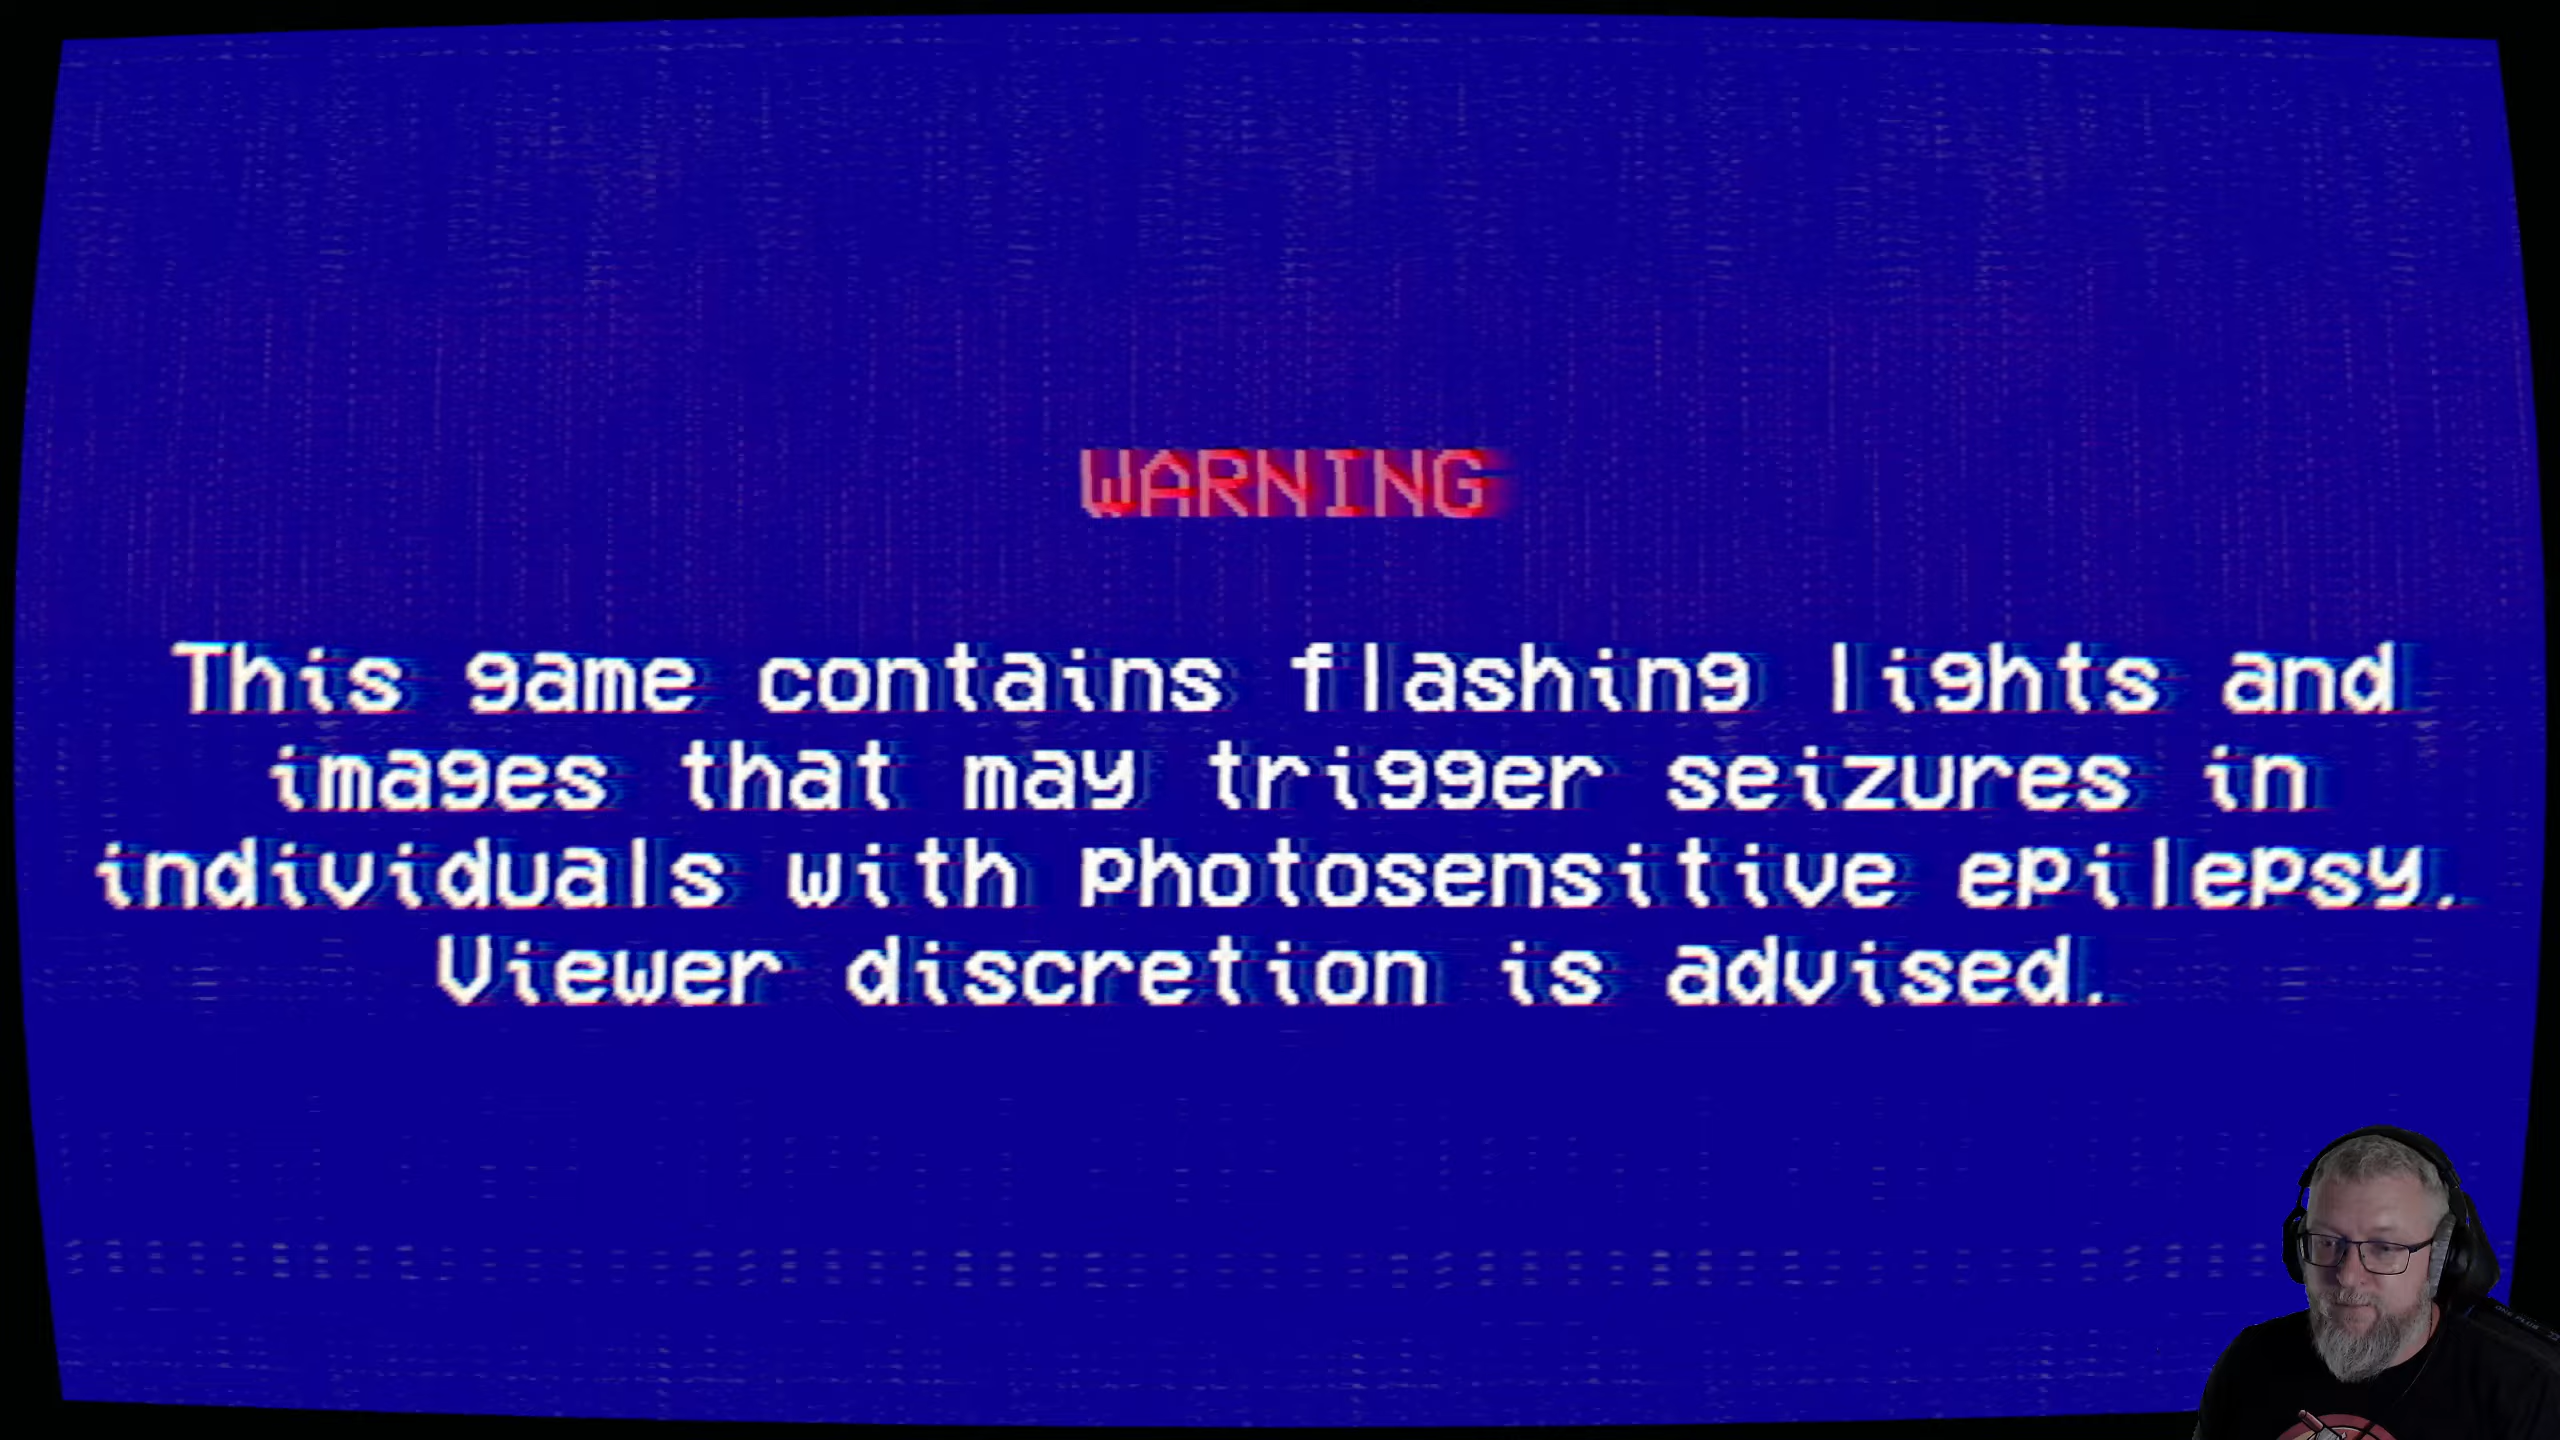 WARNING
This game contains flashing lights and
images that may trigger seizures in
individuals with photosensitive epilepsy.
Viewer discretion is advised.